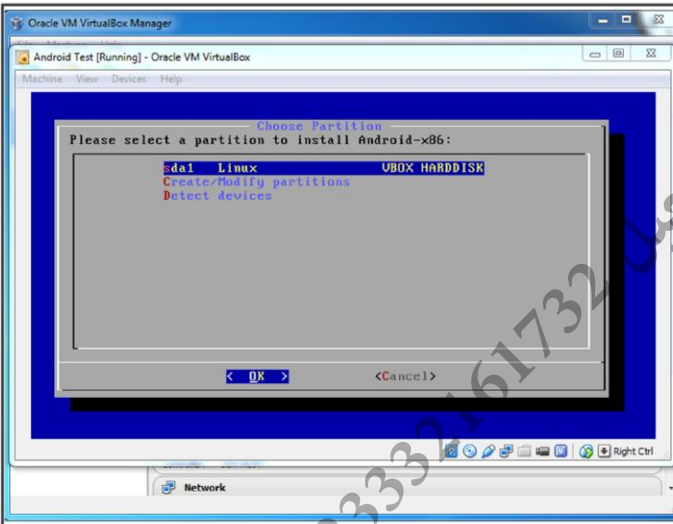 Oracle VM VirtualBox Manager
Android Test [Running] - Oracle VM VirtualBox
Machine View Devices Help
Choose Partition
Please select a partition to install Android-x86:
sda1 Linux VBOX HARDDISK
Create/Modify partitions
Detect devices
< OK >
<Cancel>
Right Ctrl
Network